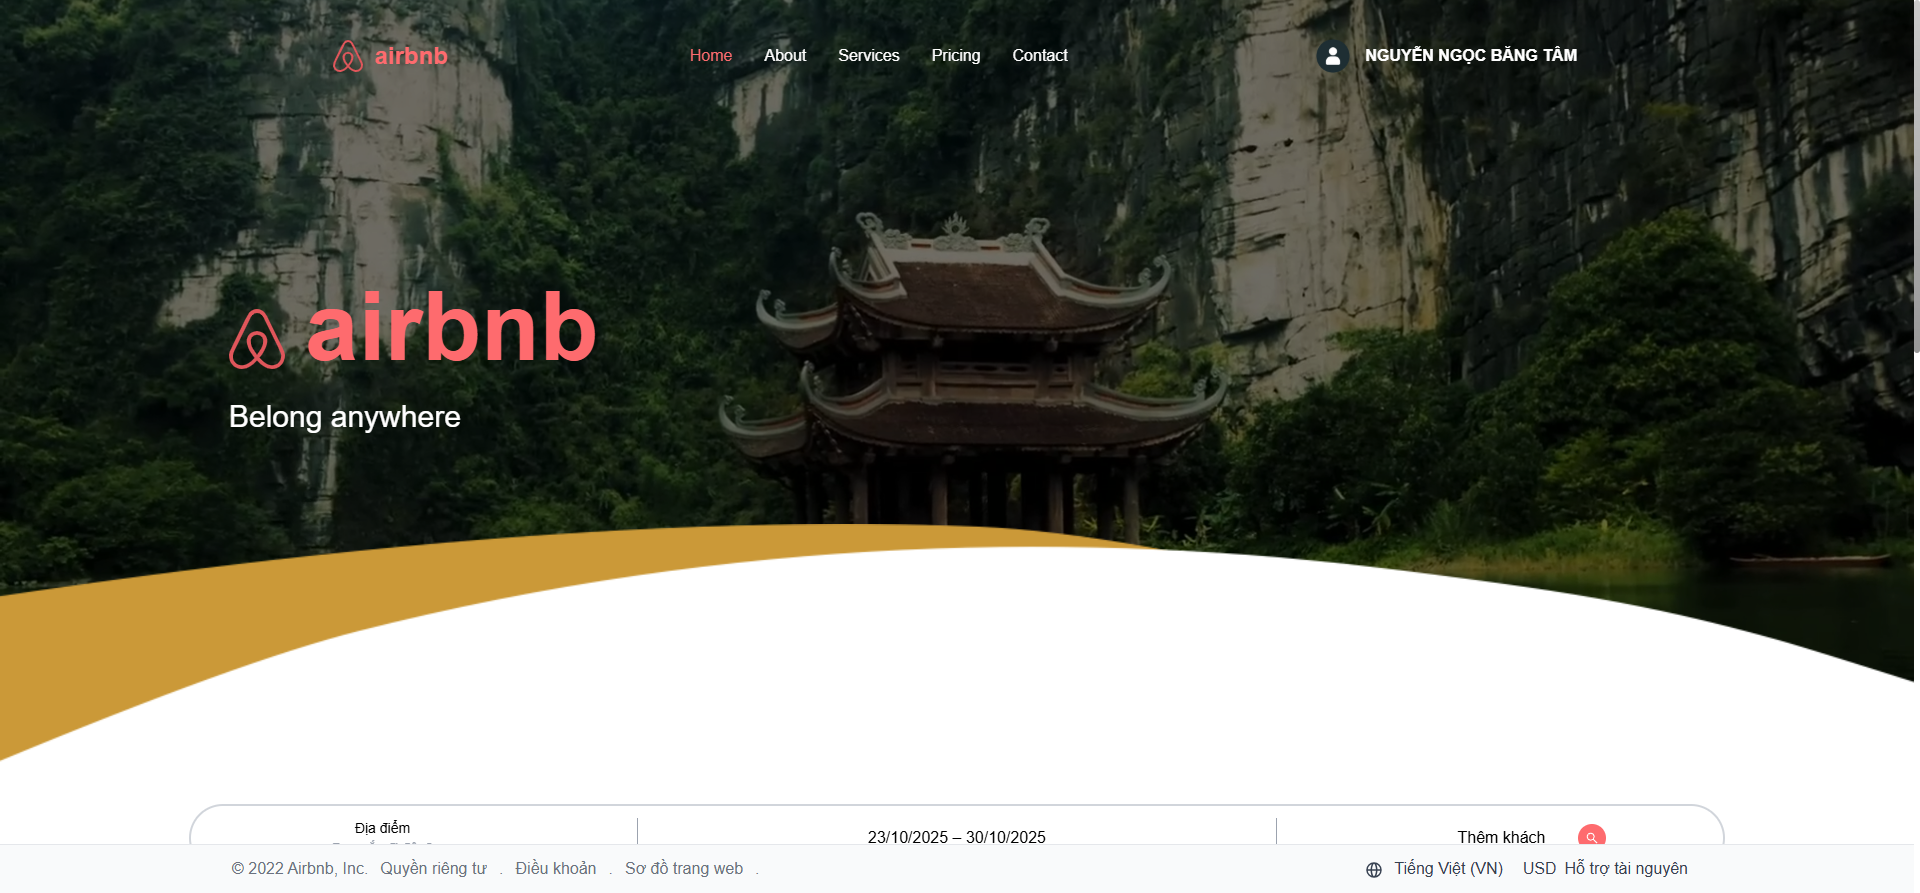 airbnb
Home About Services Pricing Contact
NGUYỄN NGỌC BĂNG TÂM
airbnb
Belong anywhere
Địa điểm
23/10/2025 – 30/10/2025
Thêm khách
© 2022 Airbnb, Inc. Quyền riêng tư . Điều khoản . Sơ đồ trang web .
Tiếng Việt (VN) USD Hỗ trợ tài nguyên